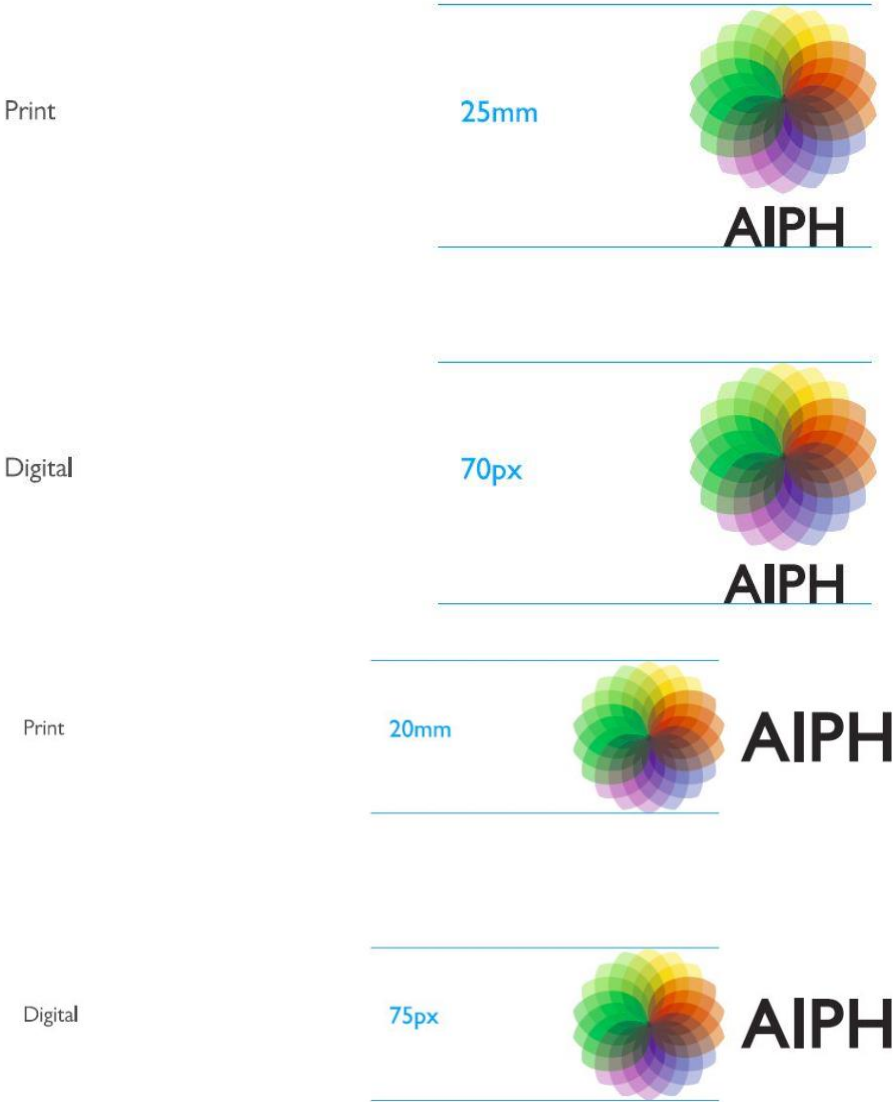 Print
25mm
AIPH
Digital
70px
AIPH
Print
20mm
AIPH
Digital
75px
AIPH